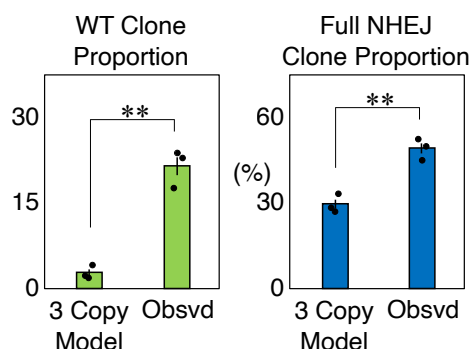 WT Clone
Proportion
30
15
0
**
3 Copy
Model
Obsvd
Full NHEJ
Clone Proportion
(%)
60
30
0
**
3 Copy
Model
Obsvd